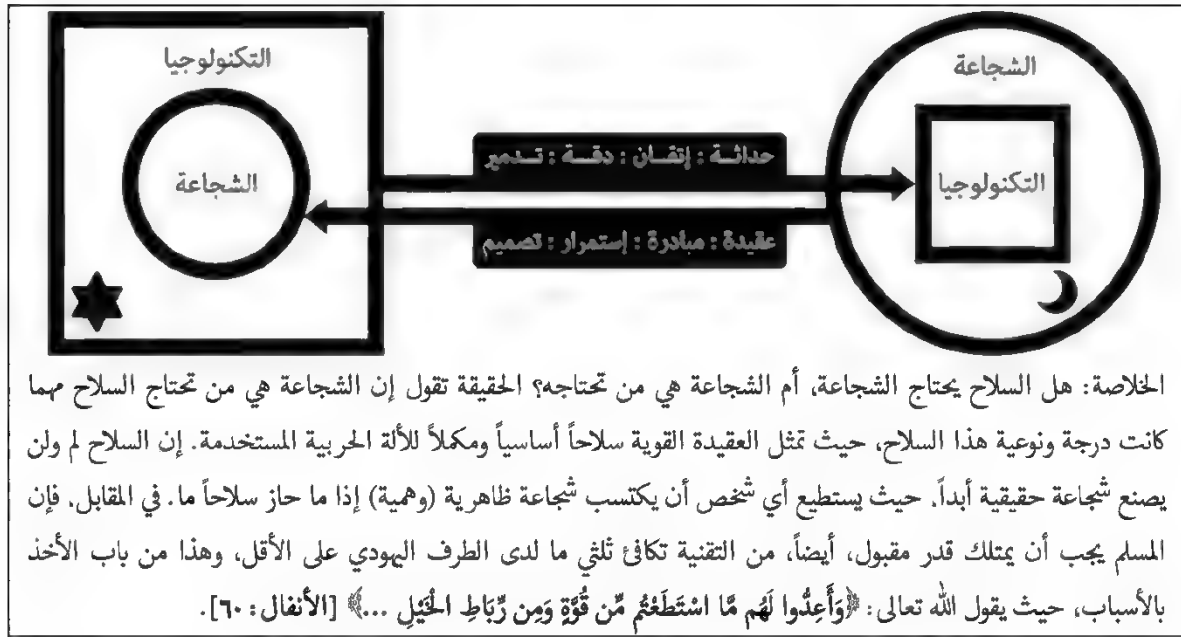 الشجاعة
التكنولوجيا
حداثة : إتقان : دقة : تدمير
عقيدة : مبادرة : إستمرار : تصميم
التكنولوجيا
الشجاعة
الخلاصة: هل السلاح يحتاج الشجاعة، أم الشجاعة هي من تحتاجه؟ الحقيقة تقول إن الشجاعة هي من تحتاج السلاح مهما
كانت درجة ونوعية هذا السلاح، حيث تمثل العقيدة القوية سلاحاً أساسياً ومكملاً للألة الحربية المستخدمة. إن السلاح لم ولن
يصنع شجاعة حقيقية أبداً، حيث يستطيع أي شخص أن يكتسب شجاعة ظاهرية (وهمية) إذا ما حاز سلاحاً ما. في المقابل، فإن
المسلم يجب أن يمتلك قدر مقبول، أيضاً، من التقنية تكافئ ثلثي ما لدى الطرف اليهودي على الأقل، وهذا من باب الأخذ
بالأسباب، حيث يقول الله تعالى: ﴿وَأَعِدُّوا لَهُم مَّا اسْتَطَعْتُم مِّن قُوَّةٍ وَمِن رِّبَاطِ الْخَيْلِ ...﴾ [الأنفال: ٦٠].